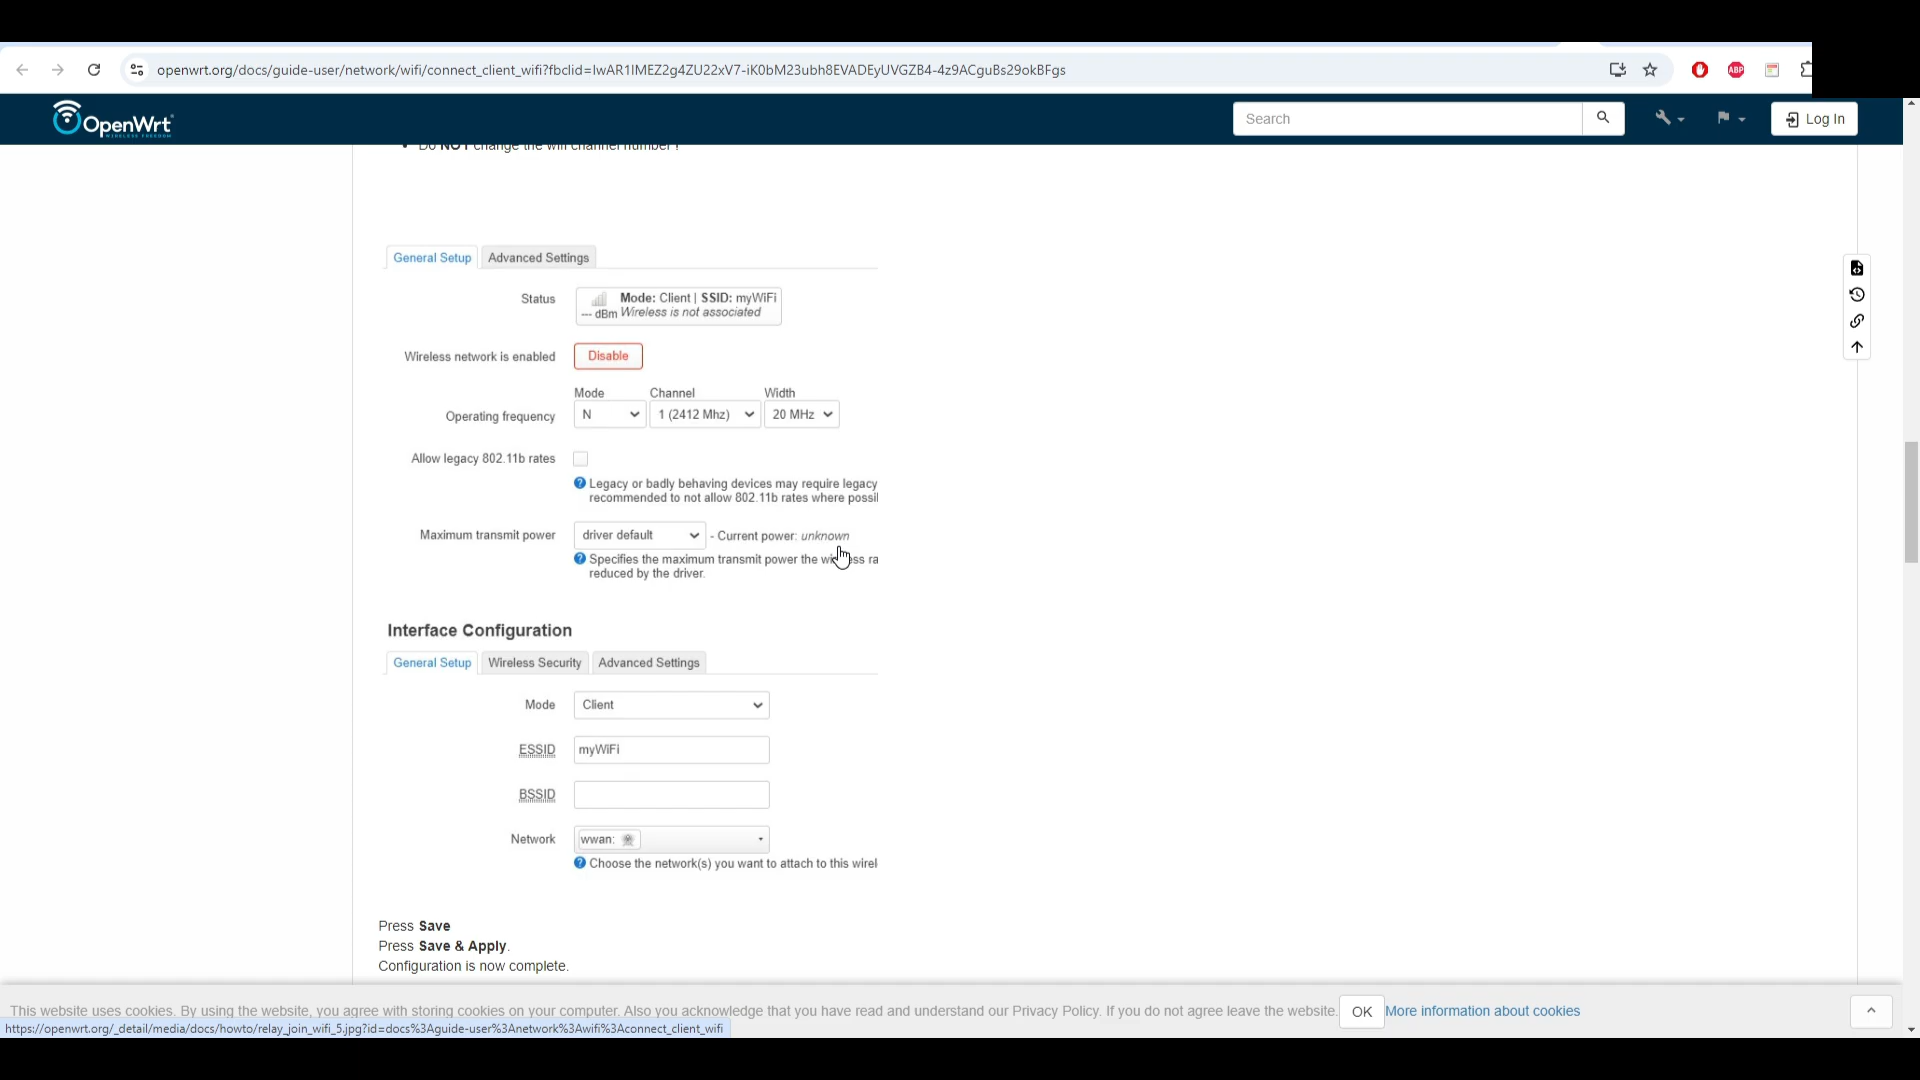 openwrt.org/docs/guide-user/network/wifi/connect_client_wifi?fbclid=IwAR1IMEZ2g4ZU22xV7-iK0bM23ubh8EVADEyUVGZB4-4z9ACguBs29okBFgs
ABP
OpenWrt
WIRELESS FREEDOM
Search
Log In
Do NOT change the wifi channel number !
General Setup Advanced Settings
Status
Mode: Client | SSID: myWiFi
--- dBm Wireless is not associated
Wireless network is enabled Disable
Mode Channel Width
Operating frequency N 1 (2412 Mhz) 20 MHz
Allow legacy 802.11b rates
Legacy or badly behaving devices may require legacy
recommended to not allow 802.11b rates where
Maximum transmit power driver default - Current power: unknown
Specifies the maximum transmit power the wireless ra
reduced by the driver.
Interface Configuration
General Setup Wireless Security Advanced Settings
Mode Client
ESSID myWiFi
BSSID
Network wwan:
Choose the network(s) you want to attach to this wirel
Press Save
Press Save & Apply.
Configuration is now complete.
This website uses cookies. By using the website, you agree with storing cookies on your computer. Also you acknowledge that you have read and understand our Privacy Policy. If you do not agree leave the website. OK More information about cookies
https://openwrt.org/_detail/media/docs/howto/relay_join_wifi_5.jpg?id=docs%3Aguide-user%3Anetwork%3Awifi%3Aconnect_client_wifi